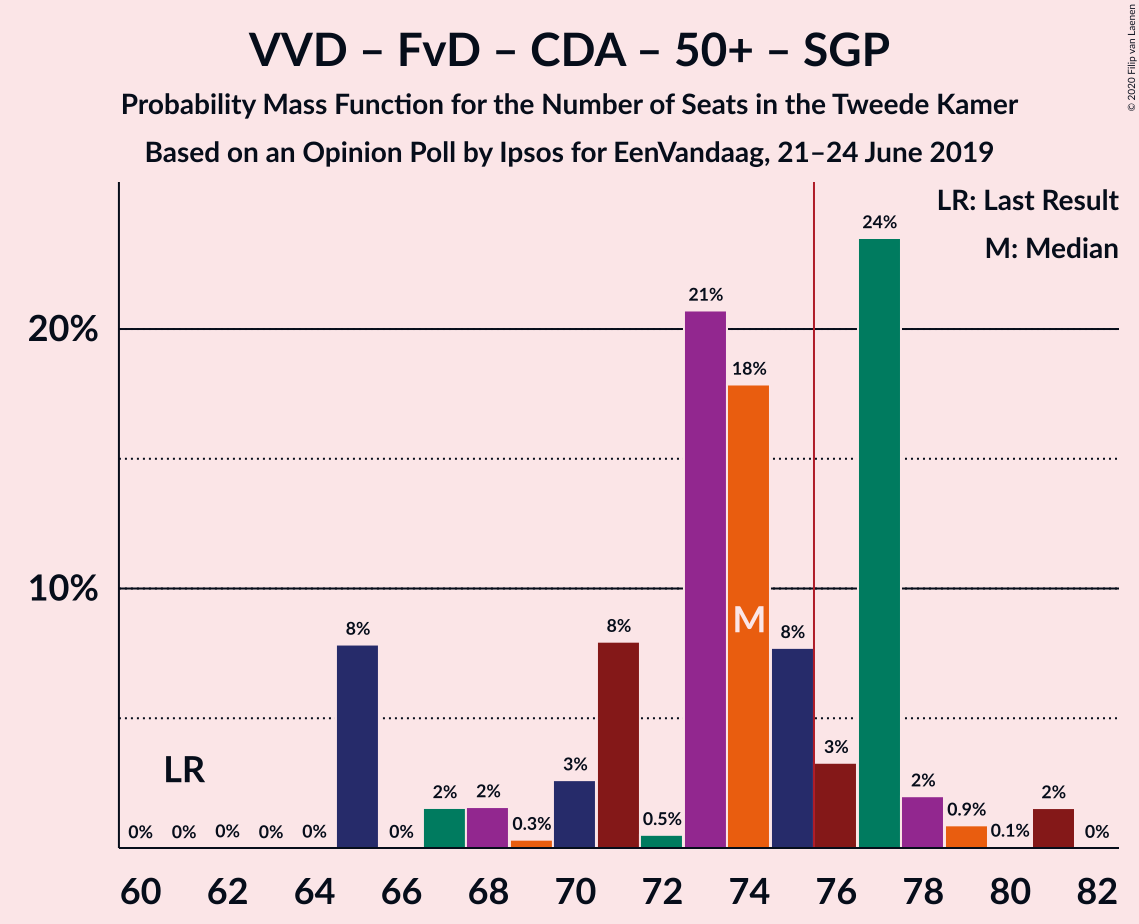 VVD – FvD – CDA – 50+ – SGP
Probability Mass Function for the Number of Seats in the Tweede Kamer
Based on an Opinion Poll by Ipsos for EenVandaag, 21–24 June 2019
© 2020 Filip van Laenen
LR: Last Result
M: Median
20%
10%
LR
M
0% 0% 0% 0% 0% 8% 0% 2% 2% 0.3% 3% 8% 0.5% 21% 18% 8% 3% 24% 2% 0.9% 0.1% 2% 0%
60 62 64 66 68 70 72 74 76 78 80 82